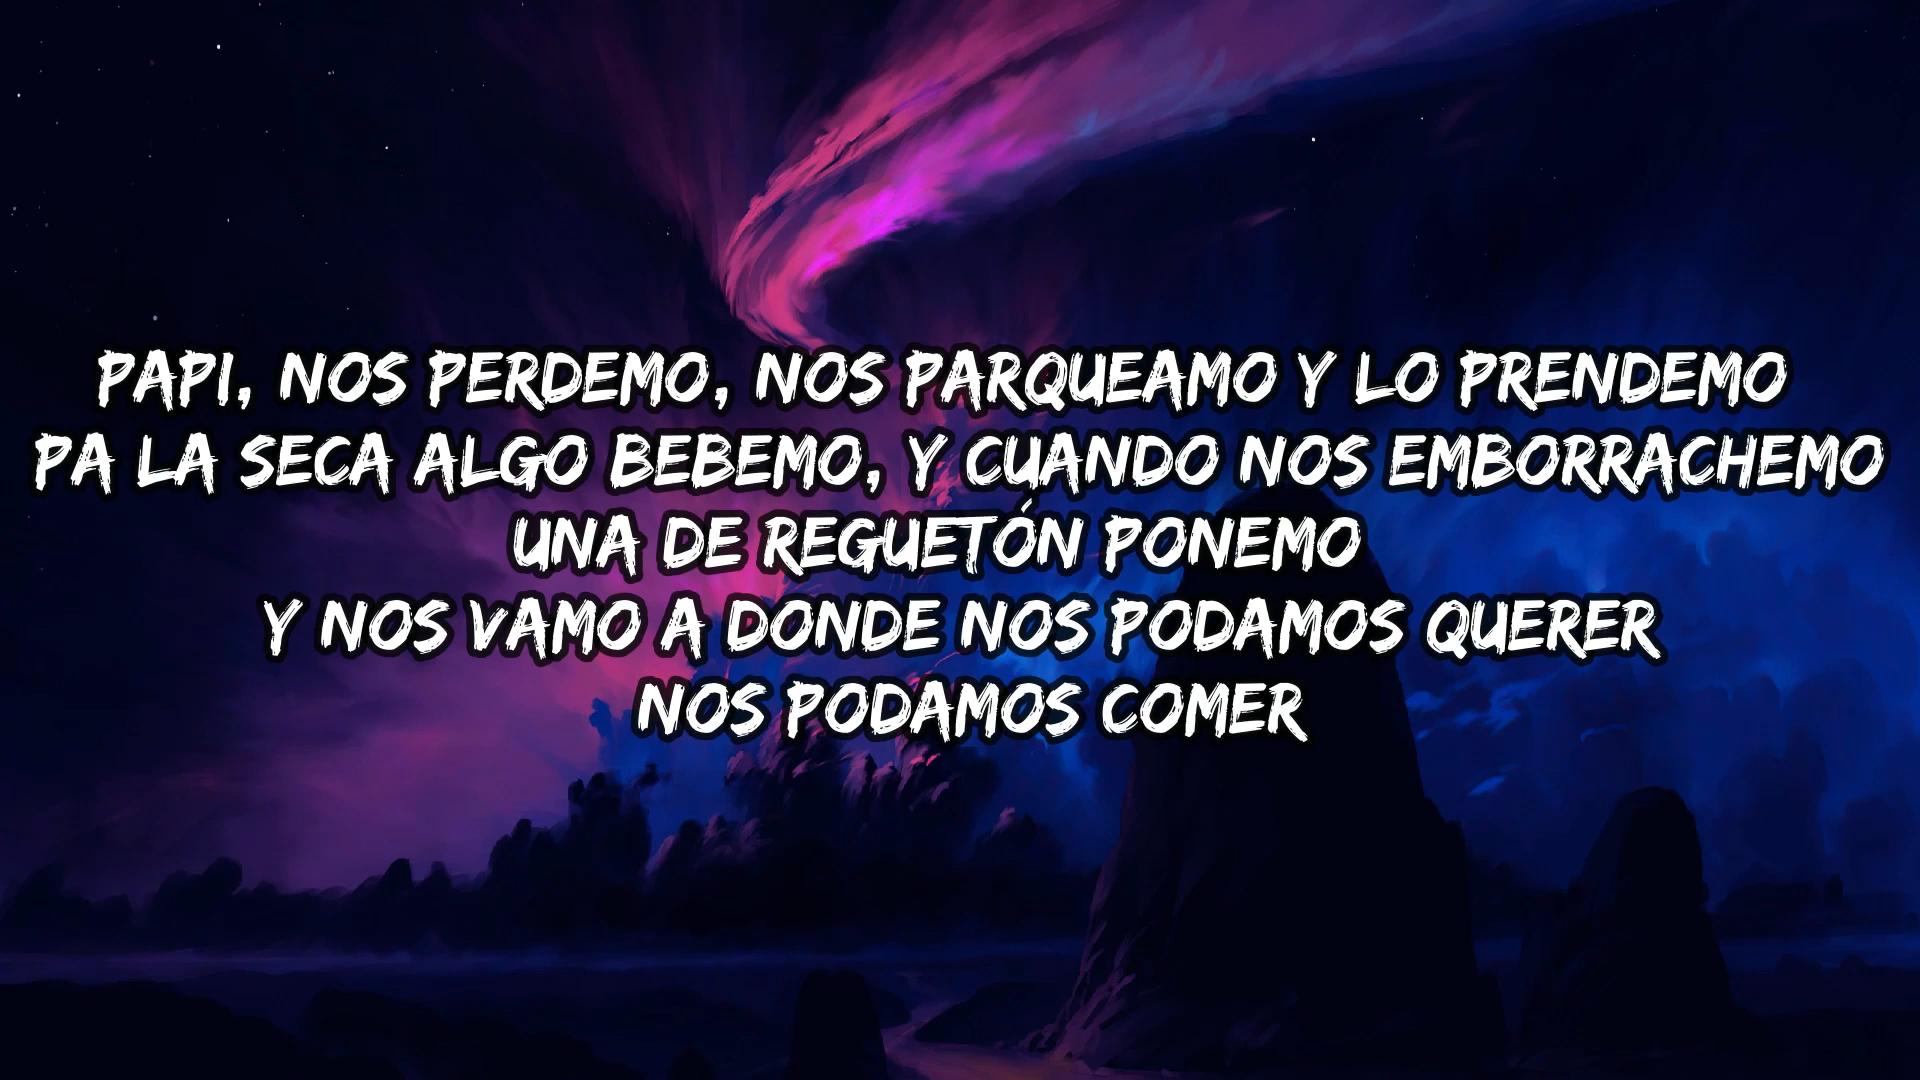 PAPI, NOS PERDEMO, NOS PARQUEAMO Y LO PRENDEMO
PA LA SECA ALGO BEBEMO, Y CUANDO NOS EMBORRACHEMO
UNA DE REGUETÓN PONEMO
Y NOS VAMO A DONDE NOS PODAMOS QUERER
NOS PODAMOS COMER